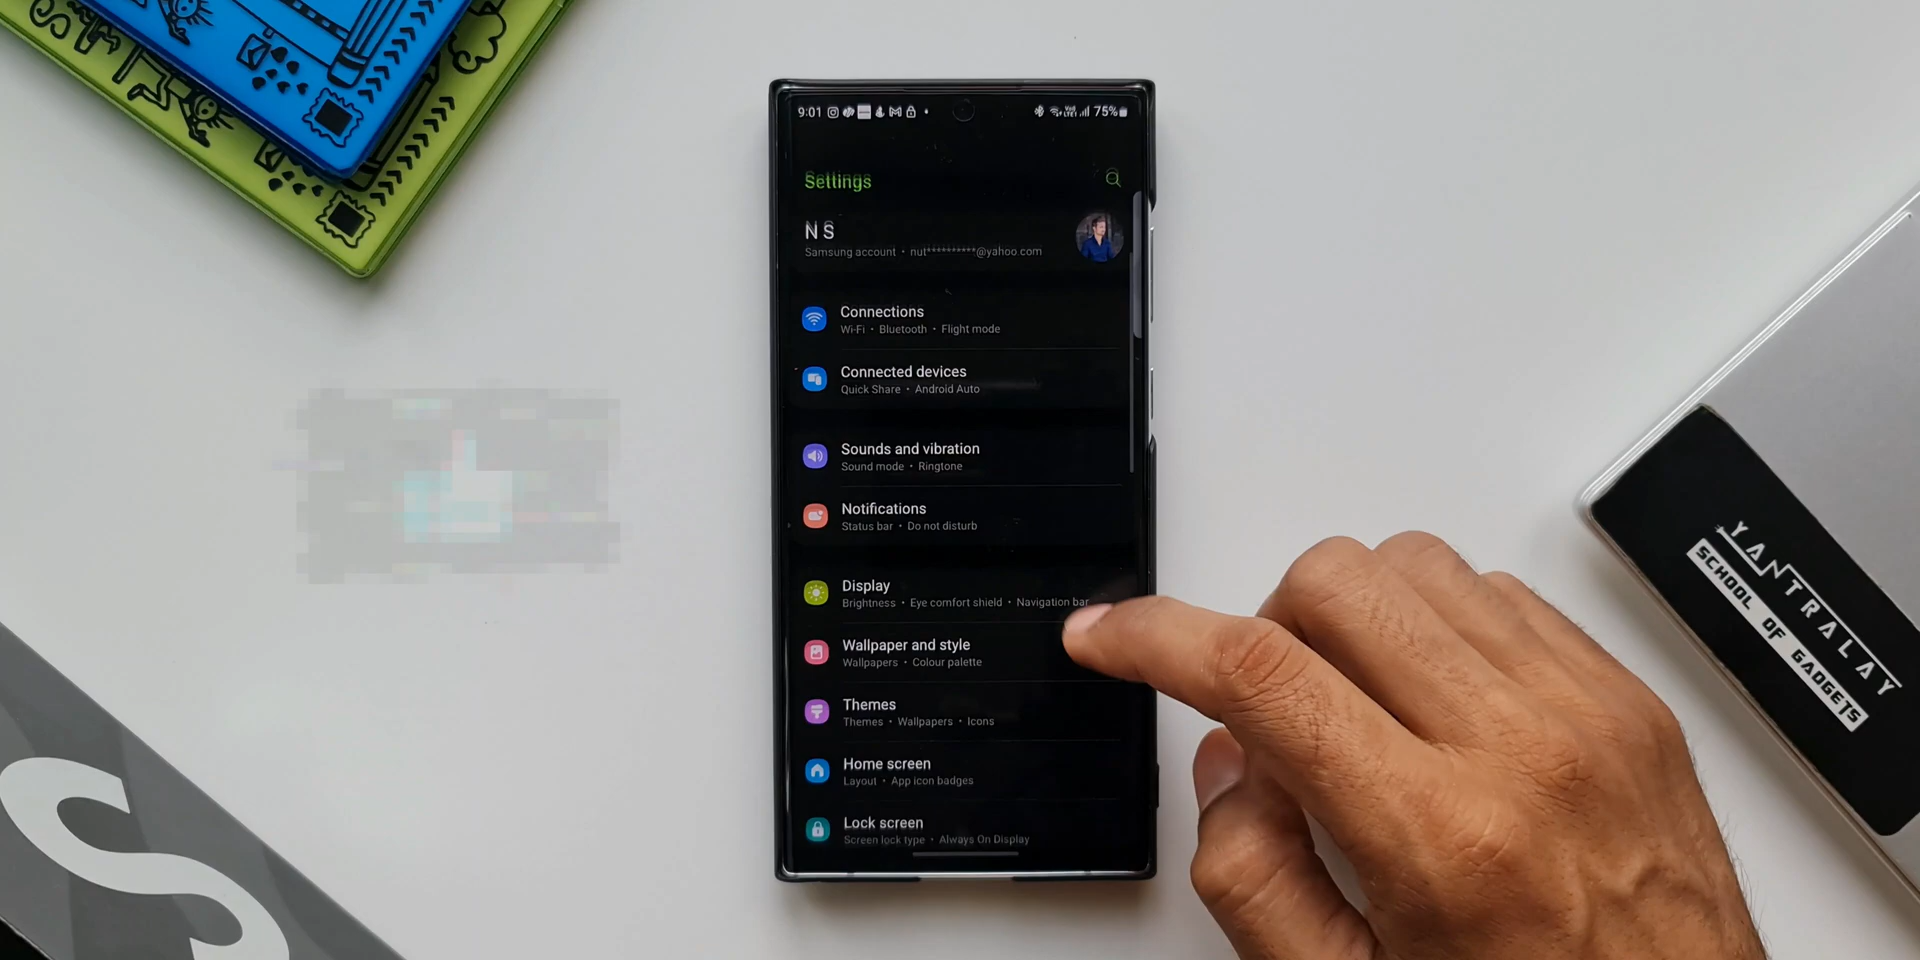 9:01
75%
Settings
N S
Samsung account • nut**********@yahoo.com
Connections
Wi-Fi • Bluetooth • Flight mode
Connected devices
Quick Share • Android Auto
Sounds and vibration
Sound mode • Ringtone
Notifications
Status bar • Do not disturb
Display
Brightness • Eye comfort shield • Navigation bar
Wallpaper and style
Wallpapers • Colour palette
Themes
Themes • Wallpapers • Icons
Home screen
Layout • App icon badges
Lock screen
Screen lock type • Always On Display
YANTRALAY
SCHOOL OF GADGETS
S